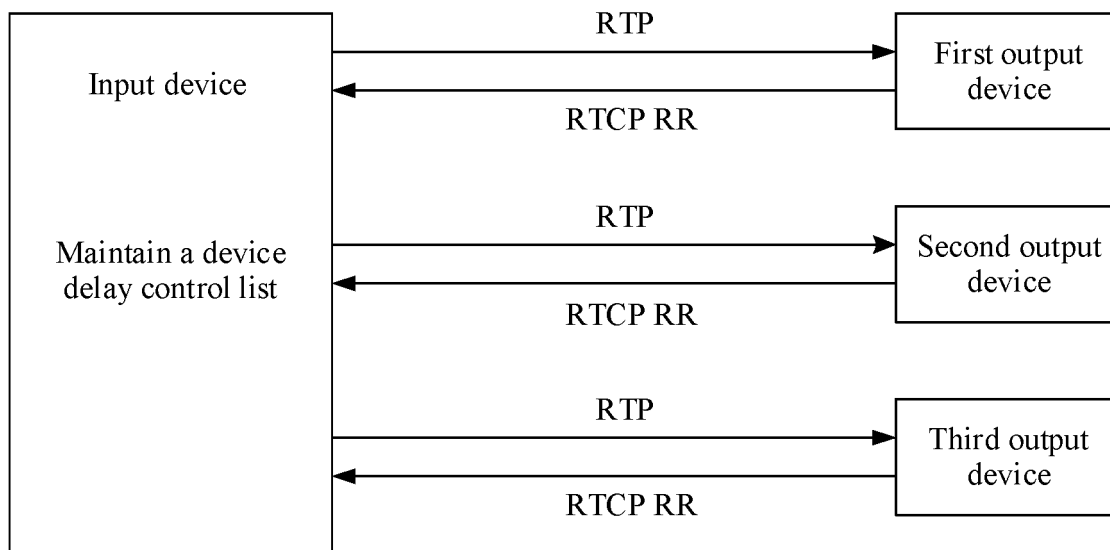 Input device
Maintain a device
delay control list
RTP
RTCP RR
First output
device
RTP
RTCP RR
Second output
device
RTP
RTCP RR
Third output
device